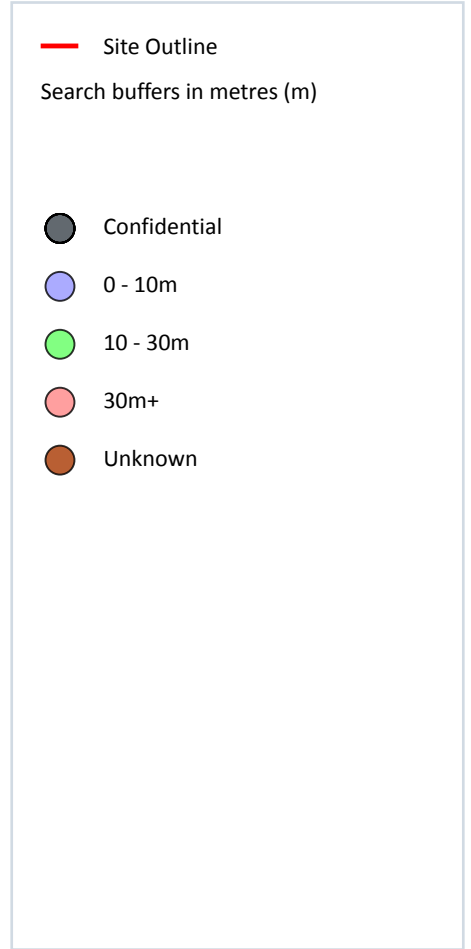 Site Outline
Search buffers in metres (m)
Confidential
0 - 10m
10 - 30m
30m+
Unknown